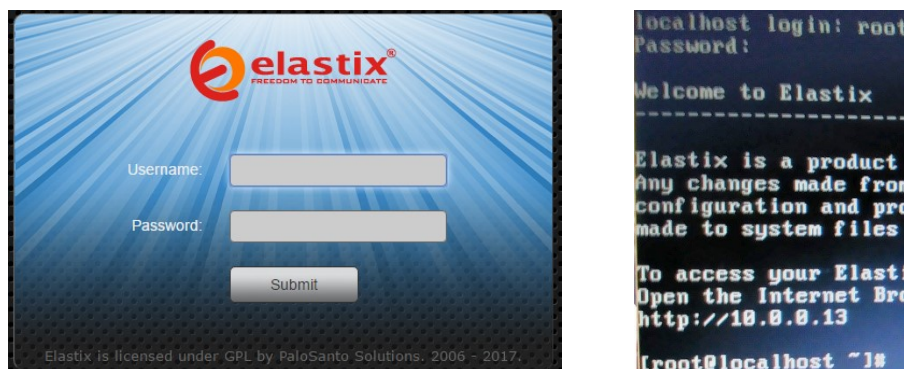 elastix®
FREEDOM TO COMMUNICATE
Username:
Password:
Submit
Elastix is licensed under GPL by PaloSanto Solutions. 2006 - 2017.
localhost login: root
Password:
Welcome to Elastix
--------------------
Elastix is a product
Any changes made from
configuration and pro
made to system files
To access your Elasti
Open the Internet Bro
http://10.0.0.13
[root@localhost ~]#